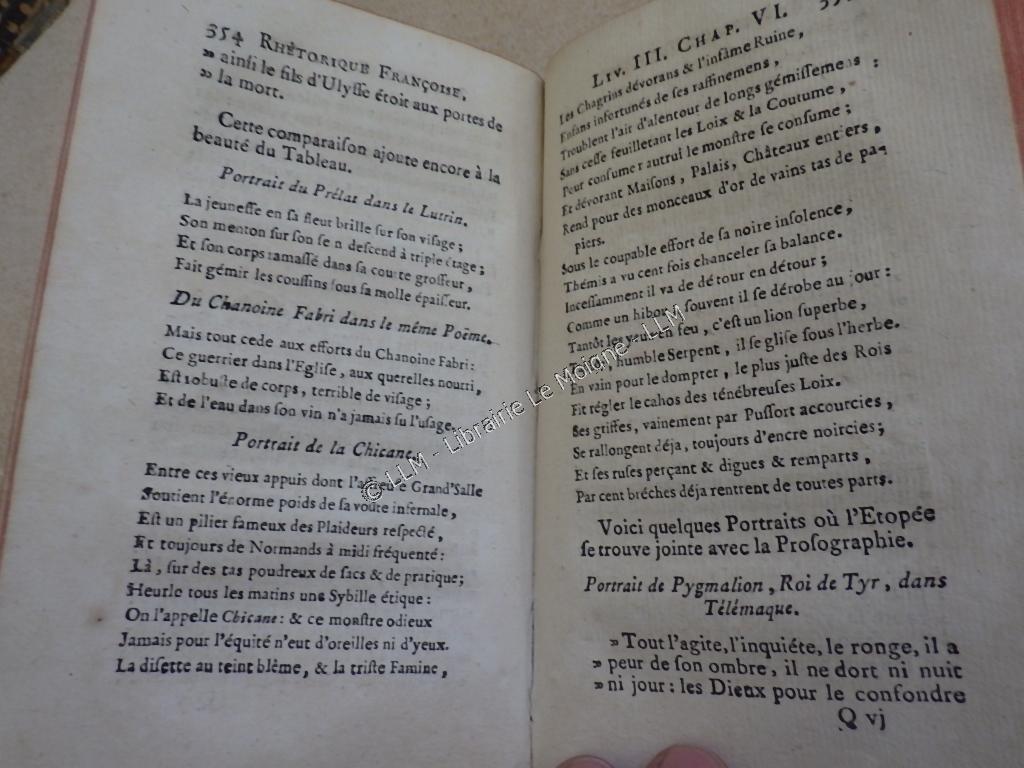 354 RHÉTORIQUE FRANÇOISE,
» ainſi le fils d'Ulyſſe étoit aux portes de
» la mort.
Cette comparaiſon ajoute encore à la
beauté du Tableau.
Portrait du Prélat dans le Lutrin.
La jeuneſſe en ſa fleur brille ſur ſon viſage ;
Son menton ſur ſon ſe n deſcend à triple étage ;
Et ſon corps ramaſſé dans ſa courte groſſeur,
Fait gémir les couſſins ſous ſa molle épaiſſeur.
Du Chanoine Fabri dans le même Poëme.
Mais tout cede aux efforts du Chanoine Fabri :
Ce guerrier dans l'Egliſe, aux querelles nourri,
Eſt robuſte de corps, terrible de viſage ;
Et de l'eau dans ſon vin n'a jamais ſu l'uſage.
Portrait de la Chicane.
Entre ces vieux appuis dont l'affreuſe Grand'Salle
Soutient l'énorme poids de ſa voûte infernale,
Eſt un pilier fameux des Plaideurs reſpecté,
Et toujours de Normands à midi fréquenté :
Là, ſur des tas poudreux de ſacs & de pratique ;
Heurle tous les matins une Sybille étique :
On l'appelle Chicane : & ce monſtre odieux
Jamais pour l'équité n'eut d'oreilles ni d'yeux.
La diſette au teint blême, & la triſte Famine,
LIV. III. CHAP. VI.
Les Chagrins dévorans & l'infâme Ruine,
Enfans infortunés de ſes raffinemens,
Troublent l'air d'alentour de longs gémiſſemens :
Sans ceſſe feuilletant les Loix & la Coutume,
Pour conſumer autrui le monſtre ſe conſume ;
Et dévorant Maiſons, Palais, Châteaux entiers,
Rend pour des monceaux d'or de vains tas de pa-
piers.
Sous le coupable effort de ſa noire inſolence,
Thémis a vu cent fois chanceler ſa balance.
Inceſſamment il va de détour en détour ;
Comme un hibou, ſouvent il ſe dérobe au jour :
Tantôt les yeux en feu, c'eſt un lion ſuperbe,
humble Serpent, il ſe gliſe ſous l'herbe.
En vain pour le dompter, le plus juſte des Rois
Fit régler le cahos des ténébreuſes Loix.
Ses griffes, vainement par Puſſort accourcies,
Se rallongent déja, toujours d'encre noircies ;
Et ſes ruſes perçant & digues & remparts,
Par cent brêches déja rentrent de toutes parts.
Voici quelques Portraits où l'Etopée
ſe trouve jointe avec la Proſographie.
Portrait de Pygmalion, Roi de Tyr, dans
Télémaque.
» Tout l'agite, l'inquiéte, le ronge, il a
» peur de ſon ombre, il ne dort ni nuit
» ni jour : les Dieux pour le confondre
Q vj
© LLM - Librairie Le Moigne - LLM